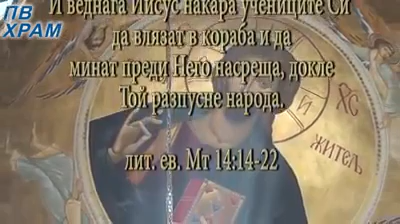 ПВ
ХРАМ
И веднага Иисус накара учениците Си
да влязат в кораба и да
минат преди Него насреща, докле
Той разпусне народа.
лит. ев. Мт 14:14-22
ХС
ЖИТЕЛЬ